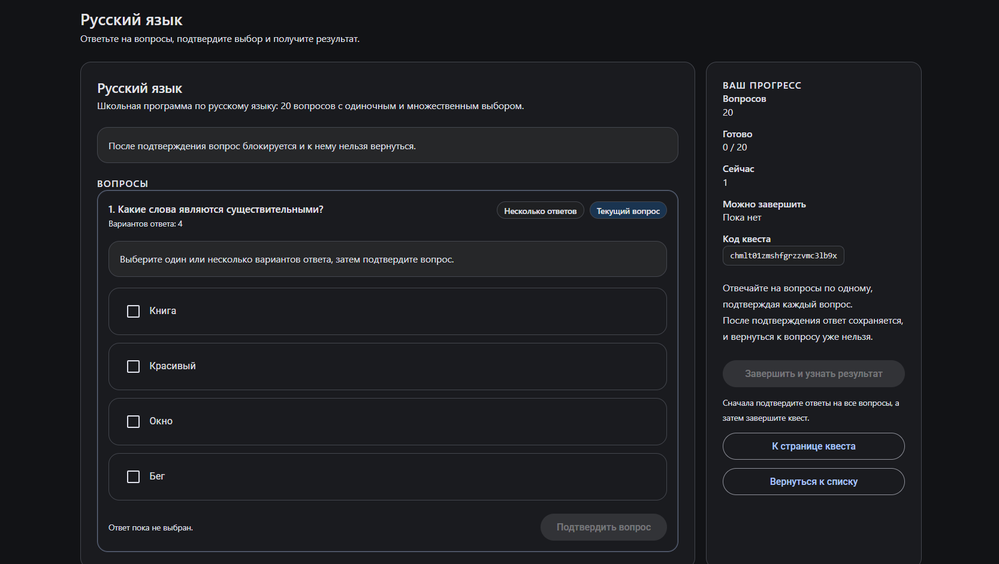 Русский язык
Ответьте на вопросы, подтвердите выбор и получите результат.
Русский язык
Школьная программа по русскому языку: 20 вопросов с одиночным и множественным выбором.
После подтверждения вопрос блокируется и к нему нельзя вернуться.
ВОПРОСЫ
1. Какие слова являются существительными?
Несколько ответов
Текущий вопрос
Вариантов ответа: 4
Выберите один или несколько вариантов ответа, затем подтвердите вопрос.
Книга
Красивый
Окно
Бег
Ответ пока не выбран.
Подтвердить вопрос
ВАШ ПРОГРЕСС
Вопросов
20
Готово
0 / 20
Сейчас
1
Можно завершить
Пока нет
Код квеста
chmlt01zmshfgrzzvmc3lb9x
Отвечайте на вопросы по одному,
подтверждая каждый вопрос.
После подтверждения ответ сохраняется,
и вернуться к вопросу уже нельзя.
Завершить и узнать результат
Сначала подтвердите ответы на все вопросы, а
затем завершите квест.
К странице квеста
Вернуться к списку